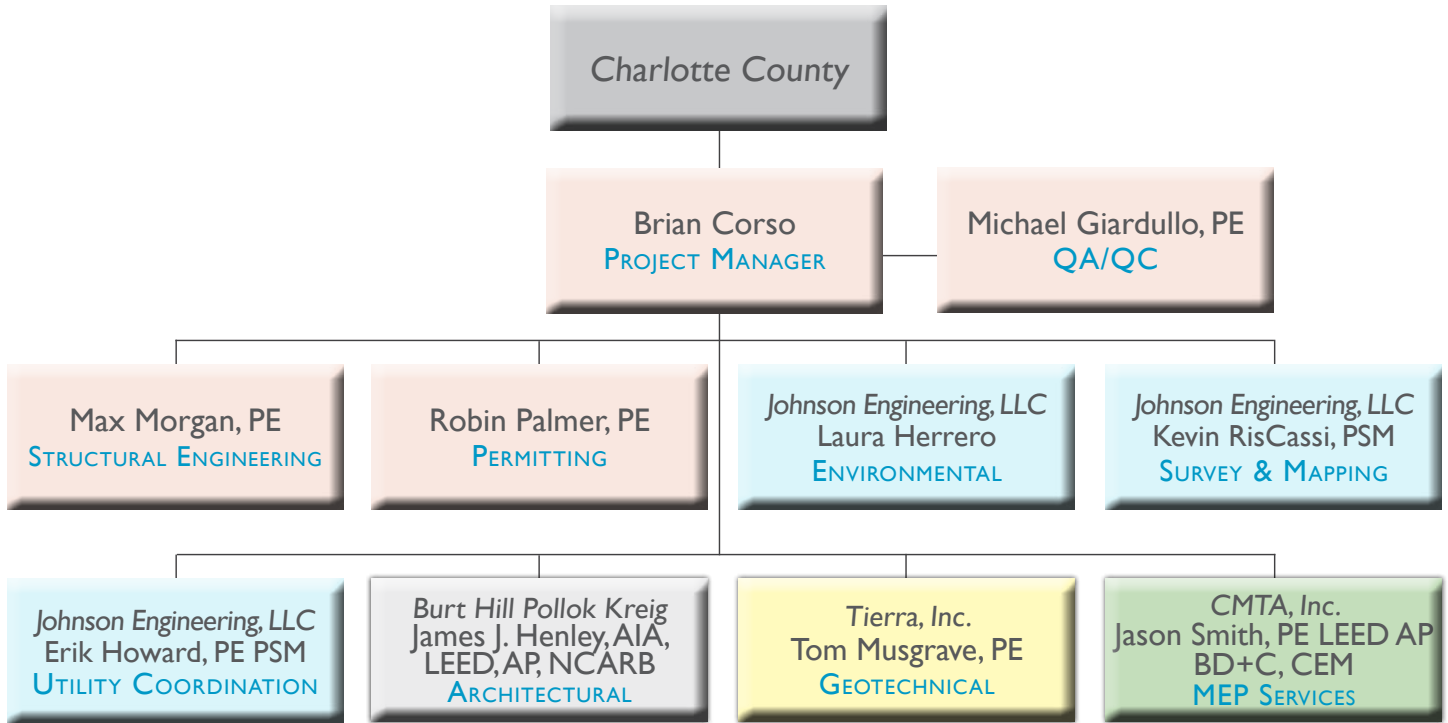 Charlotte County
Brian Corso
Project Manager
Michael Giardullo, PE
QA/QC
Max Morgan, PE
Structural Engineering
Robin Palmer, PE
Permitting
Johnson Engineering, LLC
Laura Herrero
Environmental
Johnson Engineering, LLC
Kevin RisCassi, PSM
Survey & Mapping
Johnson Engineering, LLC
Erik Howard, PE PSM
Utility Coordination
Burt Hill Pollok Kreig
James J. Henley, AIA,
LEED, AP, NCARB
Architectural
Tierra, Inc.
Tom Musgrave, PE
Geotechnical
CMTA, Inc.
Jason Smith, PE LEED AP
BD+C, CEM
MEP Services